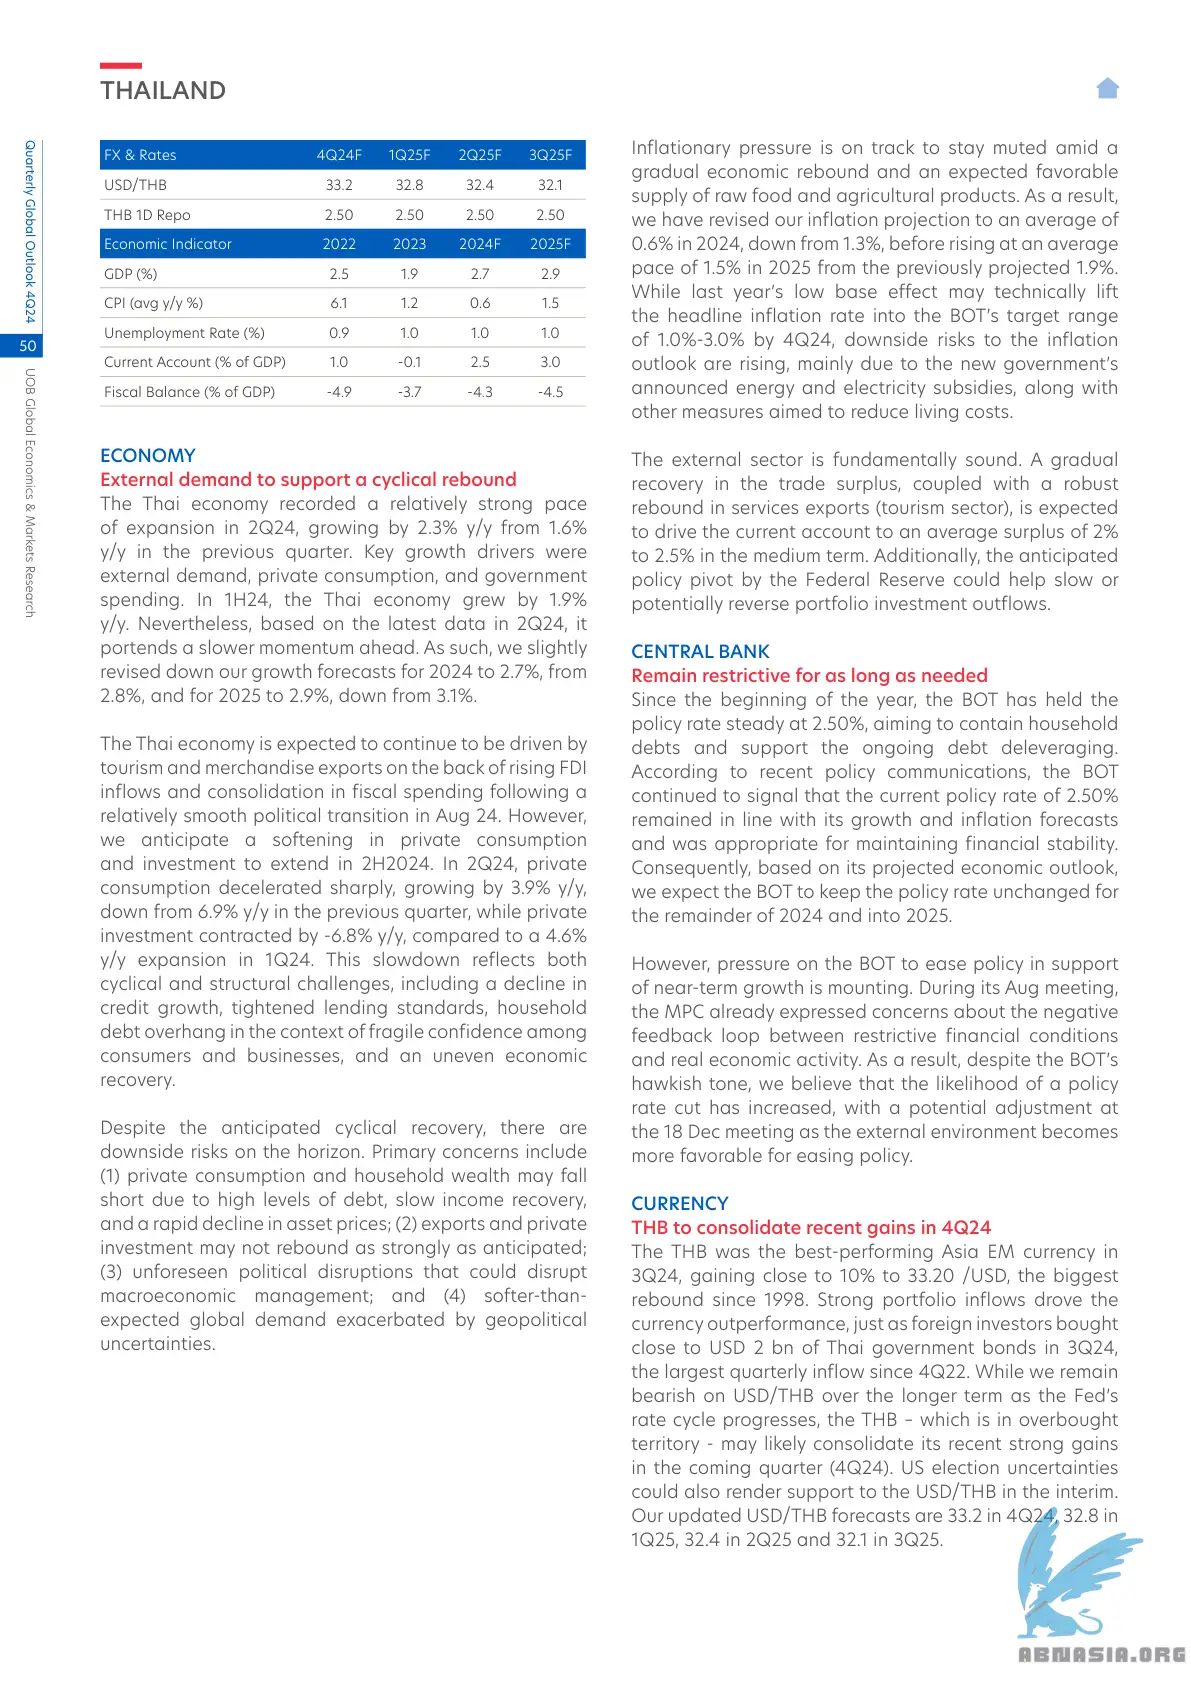 THAILAND
Quarterly Global Outlook 4Q24
50
UOB Global Economics & Markets Research
FX & Rates 4Q24F 1Q25F 2Q25F 3Q25F
USD/THB 33.2 32.8 32.4 32.1
THB 1D Repo 2.50 2.50 2.50 2.50
Economic Indicator 2022 2023 2024F 2025F
GDP (%) 2.5 1.9 2.7 2.9
CPI (avg y/y %) 6.1 1.2 0.6 1.5
Unemployment Rate (%) 0.9 1.0 1.0 1.0
Current Account (% of GDP) 1.0 -0.1 2.5 3.0
Fiscal Balance (% of GDP) -4.9 -3.7 -4.3 -4.5
ECONOMY
External demand to support a cyclical rebound
The Thai economy recorded a relatively strong pace
of expansion in 2Q24, growing by 2.3% y/y from 1.6%
y/y in the previous quarter. Key growth drivers were
external demand, private consumption, and government
spending. In 1H24, the Thai economy grew by 1.9%
y/y. Nevertheless, based on the latest data in 2Q24, it
portends a slower momentum ahead. As such, we slightly
revised down our growth forecasts for 2024 to 2.7%, from
2.8%, and for 2025 to 2.9%, down from 3.1%.
The Thai economy is expected to continue to be driven by
tourism and merchandise exports on the back of rising FDI
inflows and consolidation in fiscal spending following a
relatively smooth political transition in Aug 24. However,
we anticipate a softening in private consumption
and investment to extend in 2H2024. In 2Q24, private
consumption decelerated sharply, growing by 3.9% y/y,
down from 6.9% y/y in the previous quarter, while private
investment contracted by -6.8% y/y, compared to a 4.6%
y/y expansion in 1Q24. This slowdown reflects both
cyclical and structural challenges, including a decline in
credit growth, tightened lending standards, household
debt overhang in the context of fragile confidence among
consumers and businesses, and an uneven economic
recovery.
Despite the anticipated cyclical recovery, there are
downside risks on the horizon. Primary concerns include
(1) private consumption and household wealth may fall
short due to high levels of debt, slow income recovery,
and a rapid decline in asset prices; (2) exports and private
investment may not rebound as strongly as anticipated;
(3) unforeseen political disruptions that could disrupt
macroeconomic management; and (4) softer-than-
expected global demand exacerbated by geopolitical
uncertainties.
Inflationary pressure is on track to stay muted amid a
gradual economic rebound and an expected favorable
supply of raw food and agricultural products. As a result,
we have revised our inflation projection to an average of
0.6% in 2024, down from 1.3%, before rising at an average
pace of 1.5% in 2025 from the previously projected 1.9%.
While last year's low base effect may technically lift
the headline inflation rate into the BOT's target range
of 1.0%-3.0% by 4Q24, downside risks to the inflation
outlook are rising, mainly due to the new government's
announced energy and electricity subsidies, along with
other measures aimed to reduce living costs.
The external sector is fundamentally sound. A gradual
recovery in the trade surplus, coupled with a robust
rebound in services exports (tourism sector), is expected
to drive the current account to an average surplus of 2%
to 2.5% in the medium term. Additionally, the anticipated
policy pivot by the Federal Reserve could help slow or
potentially reverse portfolio investment outflows.
CENTRAL BANK
Remain restrictive for as long as needed
Since the beginning of the year, the BOT has held the
policy rate steady at 2.50%, aiming to contain household
debts and support the ongoing debt deleveraging.
According to recent policy communications, the BOT
continued to signal that the current policy rate of 2.50%
remained in line with its growth and inflation forecasts
and was appropriate for maintaining financial stability.
Consequently, based on its projected economic outlook,
we expect the BOT to keep the policy rate unchanged for
the remainder of 2024 and into 2025.
However, pressure on the BOT to ease policy in support
of near-term growth is mounting. During its Aug meeting,
the MPC already expressed concerns about the negative
feedback loop between restrictive financial conditions
and real economic activity. As a result, despite the BOT's
hawkish tone, we believe that the likelihood of a policy
rate cut has increased, with a potential adjustment at
the 18 Dec meeting as the external environment becomes
more favorable for easing policy.
CURRENCY
THB to consolidate recent gains in 4Q24
The THB was the best-performing Asia EM currency in
3Q24, gaining close to 10% to 33.20 /USD, the biggest
rebound since 1998. Strong portfolio inflows drove the
currency outperformance, just as foreign investors bought
close to USD 2 bn of Thai government bonds in 3Q24,
the largest quarterly inflow since 4Q22. While we remain
bearish on USD/THB over the longer term as the Fed's
rate cycle progresses, the THB – which is in overbought
territory - may likely consolidate its recent strong gains
in the coming quarter (4Q24). US election uncertainties
could also render support to the USD/THB in the interim.
Our updated USD/THB forecasts are 33.2 in 4Q24, 32.8 in
1Q25, 32.4 in 2Q25 and 32.1 in 3Q25.
ABNASIA.ORG